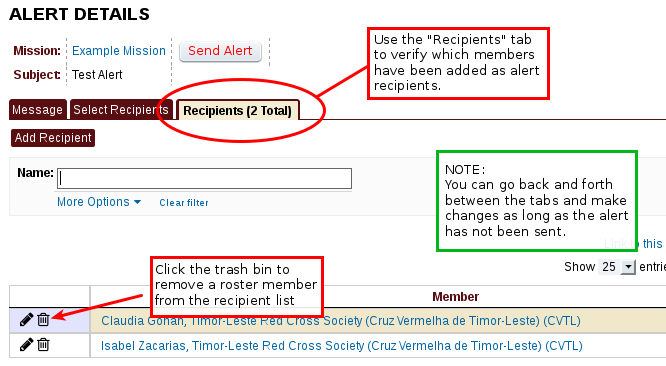 ALERT DETAILS
Mission: Example Mission Send Alert
Subject: Test Alert
Use the "Recipients" tab
to verify which members
have been added as alert
recipients.
Message Select Recipients Recipients (2 Total)
Add Recipient
Name:
More Options Clear filter
NOTE:
You can go back and forth
between the tabs and make
changes as long as the alert
has not been sent.
Link to this
Show 25 entrie
Click the trash bin to
remove a roster member
from the recipient list
Member
Claudia Gohan, Timor-Leste Red Cross Society (Cruz Vermelha de Timor-Leste) (CVTL)
Isabel Zacarias, Timor-Leste Red Cross Society (Cruz Vermelha de Timor-Leste) (CVTL)